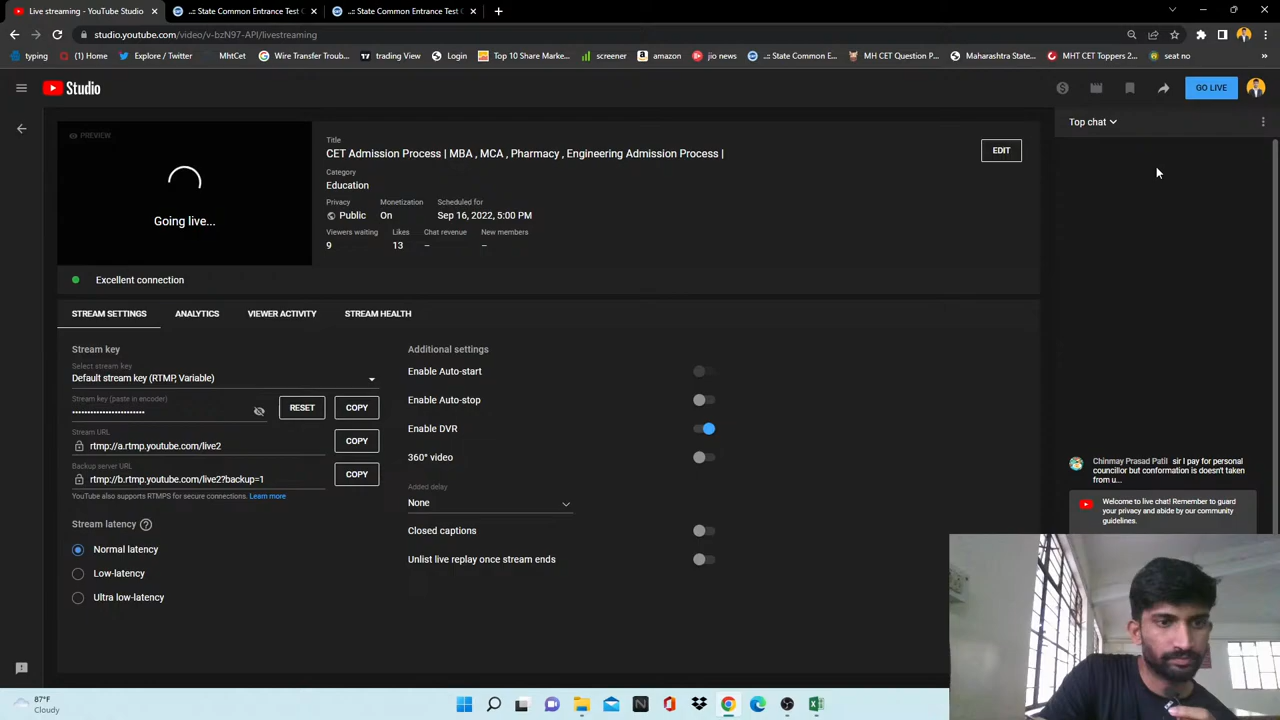 Live streaming - YouTube Studio
..:: State Common Entrance Test C
..:: State Common Entrance Test C
studio.youtube.com/video/v-bzN97-API/livestreaming
typing
(1) Home
Explore / Twitter
MhtCet
Wire Transfer Troubl...
trading View
Login
Top 10 Share Marke...
screener
amazon
jio news
..:: State Common E...
MH CET Question P...
Maharashtra State...
MHT CET Toppers 2...
seat no
Studio
GO LIVE
PREVIEW
Going live...
Title
CET Admission Process | MBA , MCA , Pharmacy , Engineering Admission Process |
EDIT
Category
Education
Privacy
Monetization
Scheduled for
Public
On
Sep 16, 2022, 5:00 PM
Viewers waiting
Likes
Chat revenue
New members
9
13
–
–
Excellent connection
STREAM SETTINGS
ANALYTICS
VIEWER ACTIVITY
STREAM HEALTH
Stream key
Select stream key
Default stream key (RTMP, Variable)
Stream key (paste in encoder)
RESET
COPY
Stream URL
rtmp://a.rtmp.youtube.com/live2
COPY
Backup server URL
rtmp://b.rtmp.youtube.com/live2?backup=1
COPY
YouTube also supports RTMPS for secure connections. Learn more
Stream latency
Normal latency
Low-latency
Ultra low-latency
Additional settings
Enable Auto-start
Enable Auto-stop
Enable DVR
360° video
Added delay
None
Closed captions
Unlist live replay once stream ends
Top chat
Chinmay Prasad Patil sir I pay for personal
councillor but conformation is doesn't taken
from u...
Welcome to live chat! Remember to guard
your privacy and abide by our community
guidelines.
87°F
Cloudy